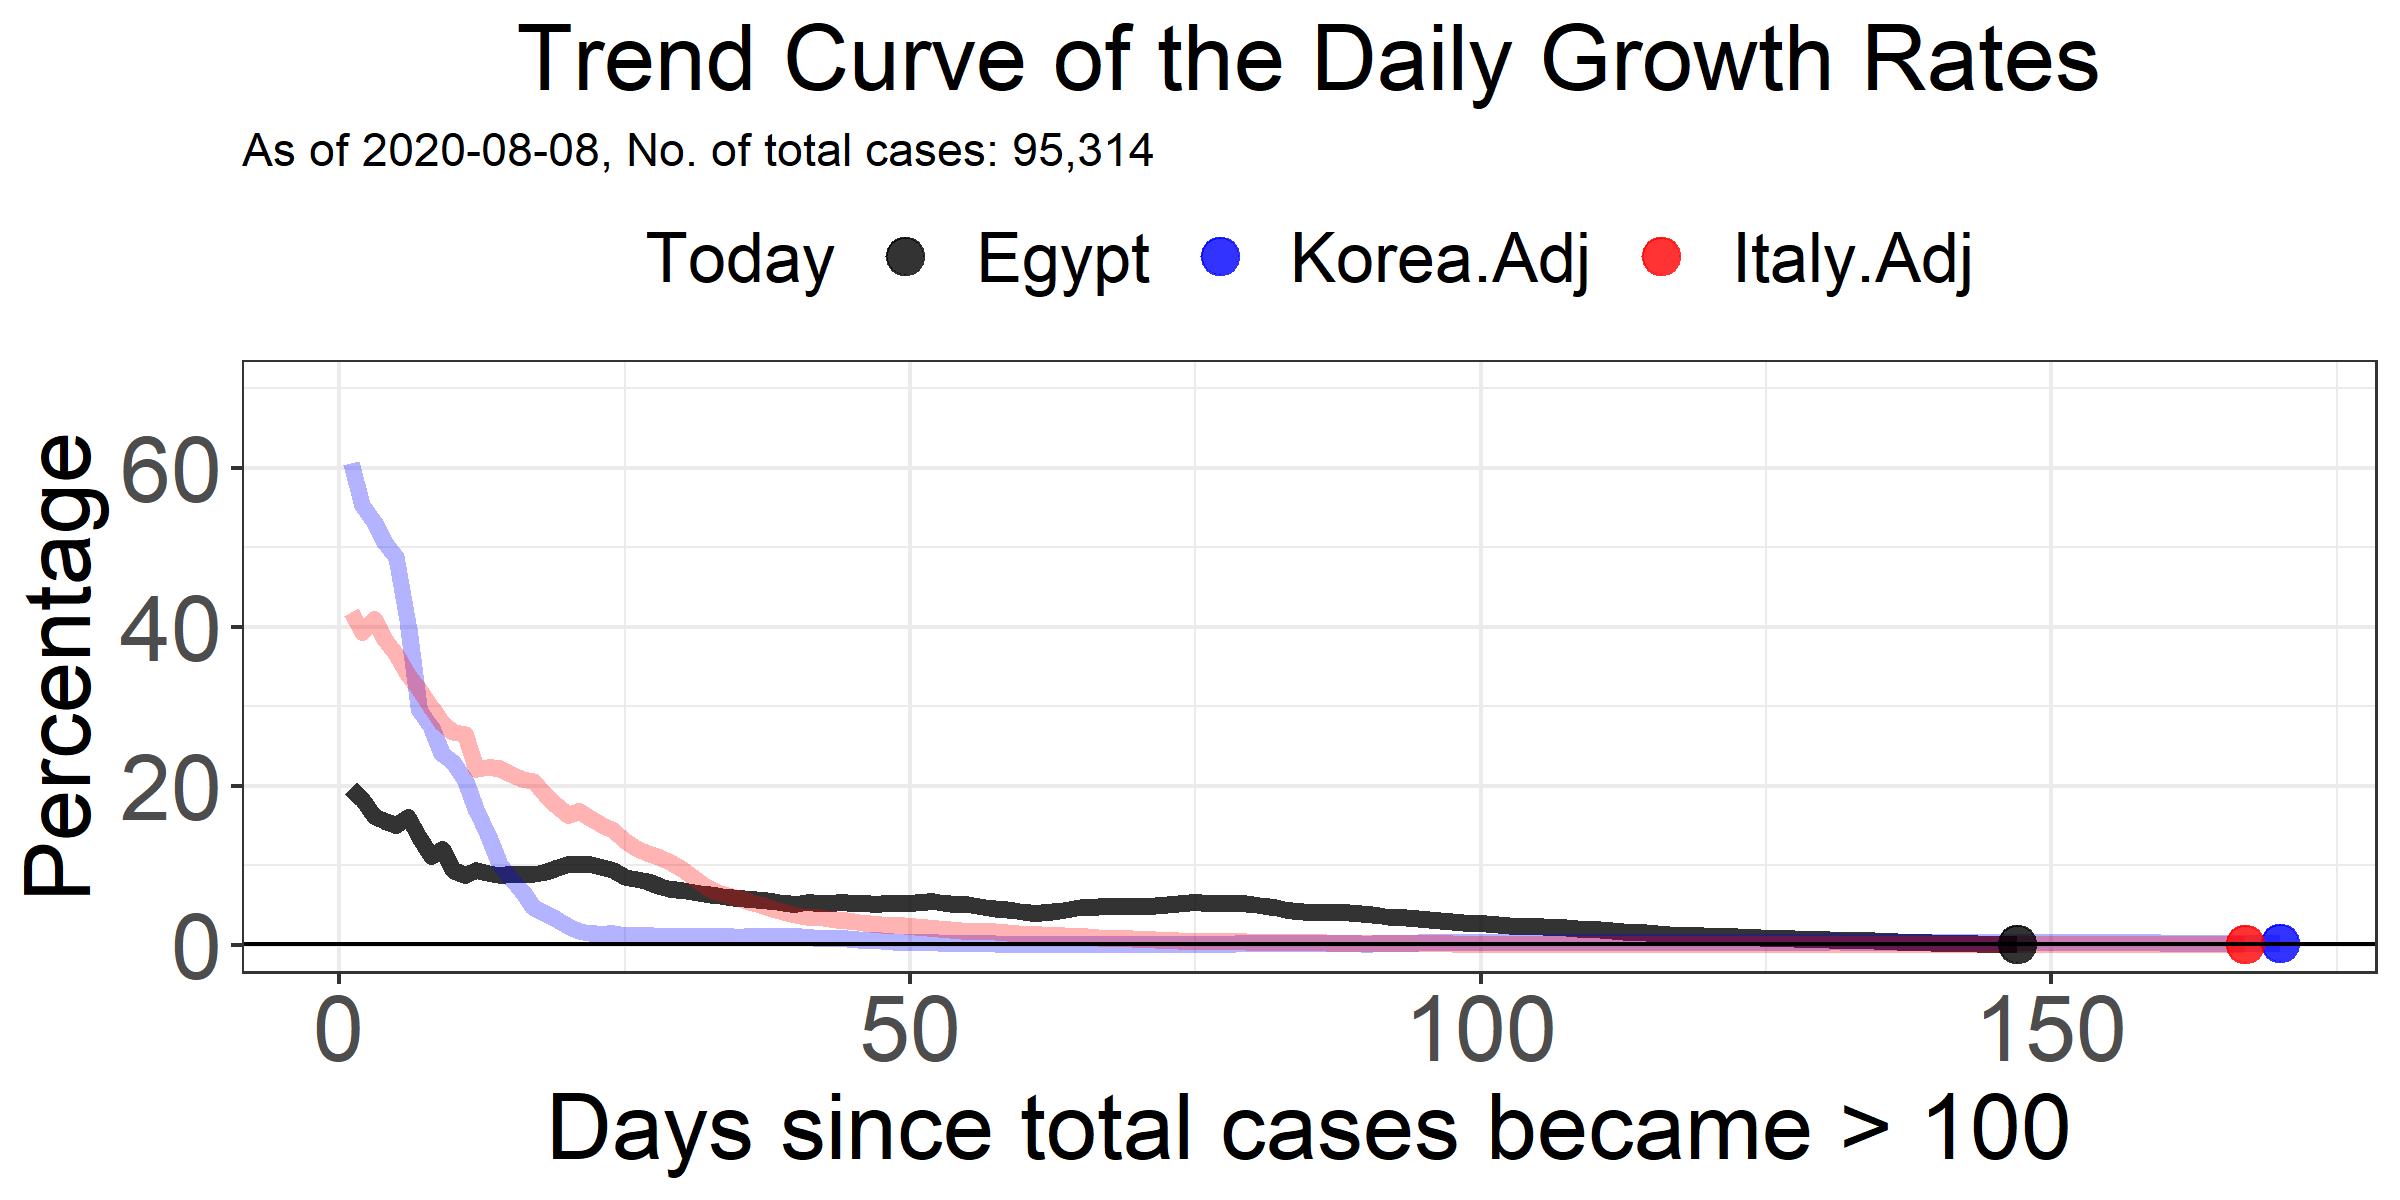 Trend Curve of the Daily Growth Rates
As of 2020-08-08, No. of total cases: 95,314
Today Egypt Korea.Adj Italy.Adj
Percentage
60
40
20
0
0 50 100 150
Days since total cases became > 100